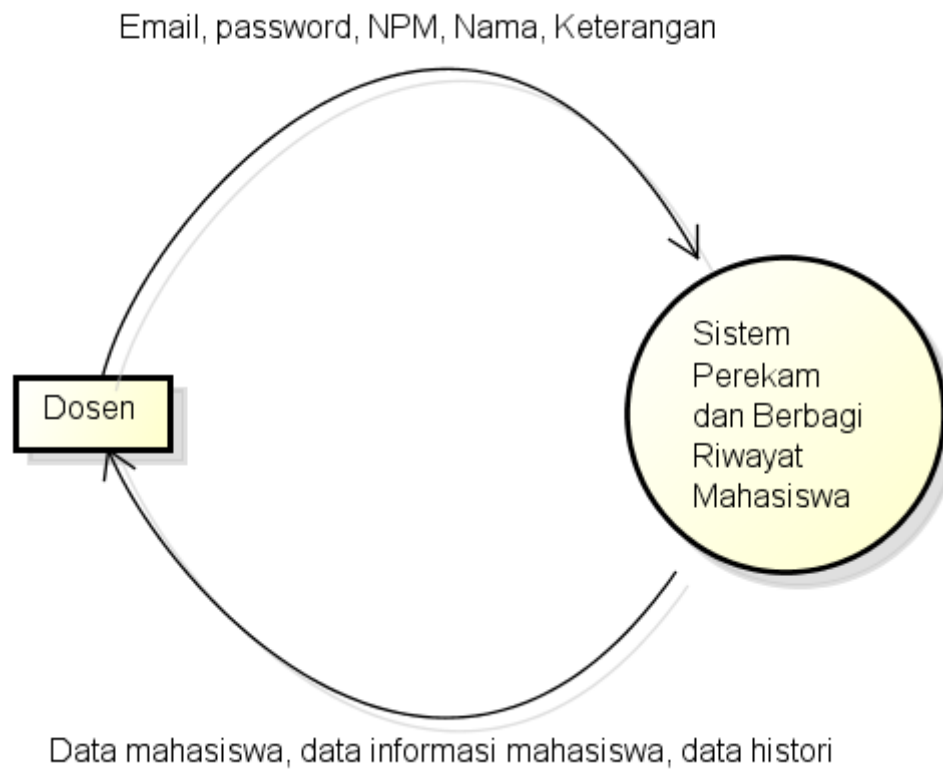 Email, password, NPM, Nama, Keterangan
Dosen
Sistem
Perekam
dan Berbagi
Riwayat
Mahasiswa
Data mahasiswa, data informasi mahasiswa, data histori